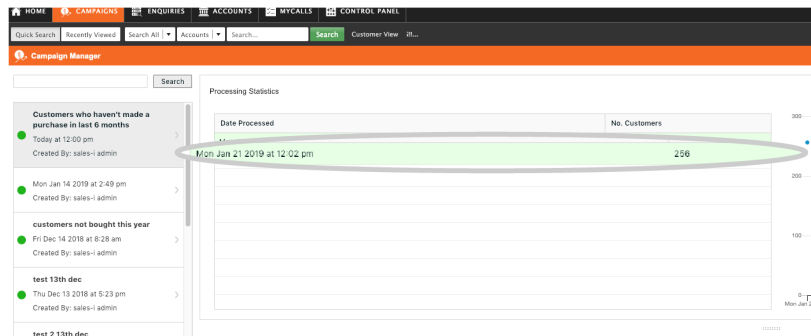 HOME CAMPAIGNS ENQUIRIES ACCOUNTS MYCALLS CONTROL PANEL
Quick Search Recently Viewed Search All Accounts Search... Search Customer View
Campaign Manager
Search
Processing Statistics
Customers who haven't made a
purchase in last 6 months
Today at 12:00 pm
Created By: sales-i admin
Date Processed No. Customers
Mon Jan 21 2019 at 12:02 pm 256
Mon Jan 14 2019 at 2:49 pm
Created By: sales-i admin
customers not bought this year
Fri Dec 14 2018 at 8:28 am
Created By: sales-i admin
test 13th dec
Thu Dec 13 2018 at 5:23 pm
Created By: sales-i admin
test 2 13th dec
300
200
100
0
Mon Jan